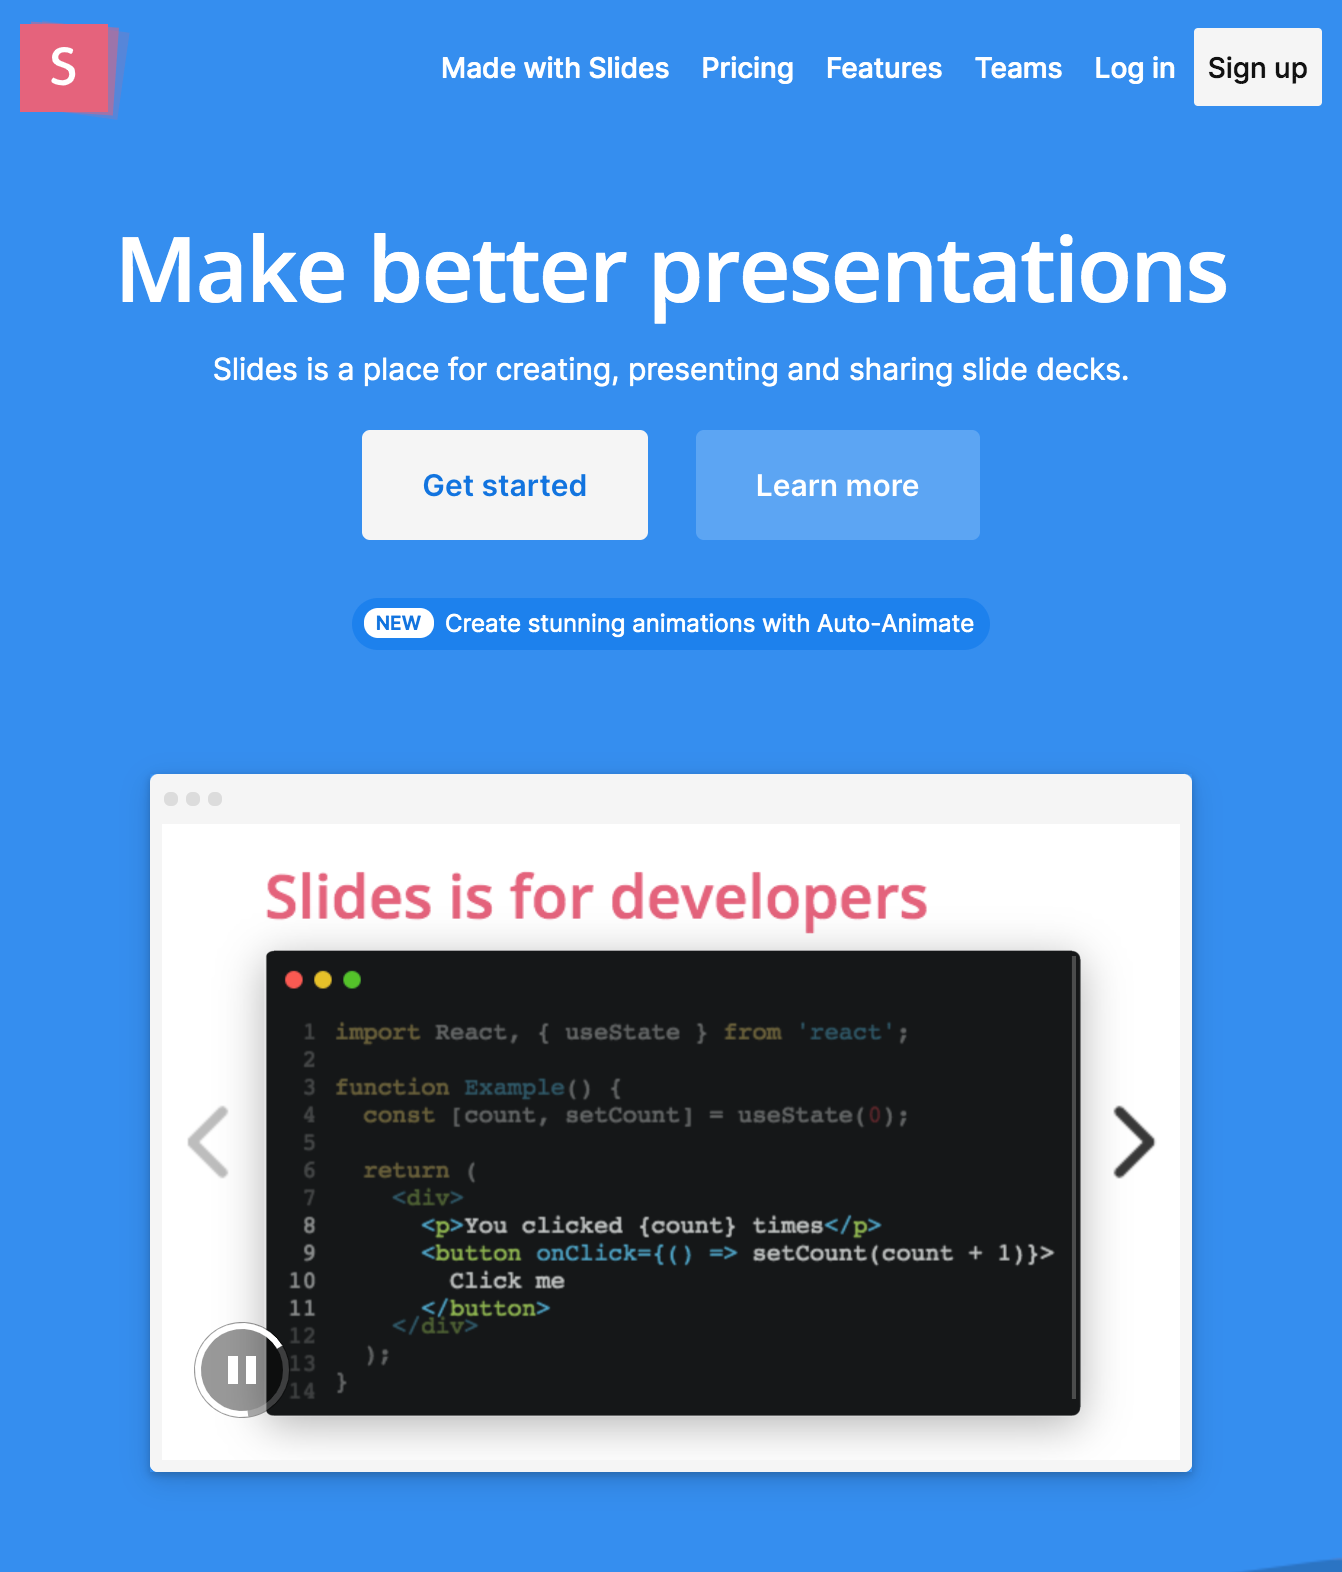 S
Made with Slides Pricing Features Teams Log in Sign up
Make better presentations
Slides is a place for creating, presenting and sharing slide decks.
Get started Learn more
NEW Create stunning animations with Auto-Animate
Slides is for developers
1 import React, { useState } from 'react';
2
3 function Example() {
4   const [count, setCount] = useState(0);
5
6   return (
7     <div>
8       <p>You clicked {count} times</p>
9       <button onClick={() => setCount(count + 1)}>
10         Click me
11       </button>
12     </div>
13   );
14 }